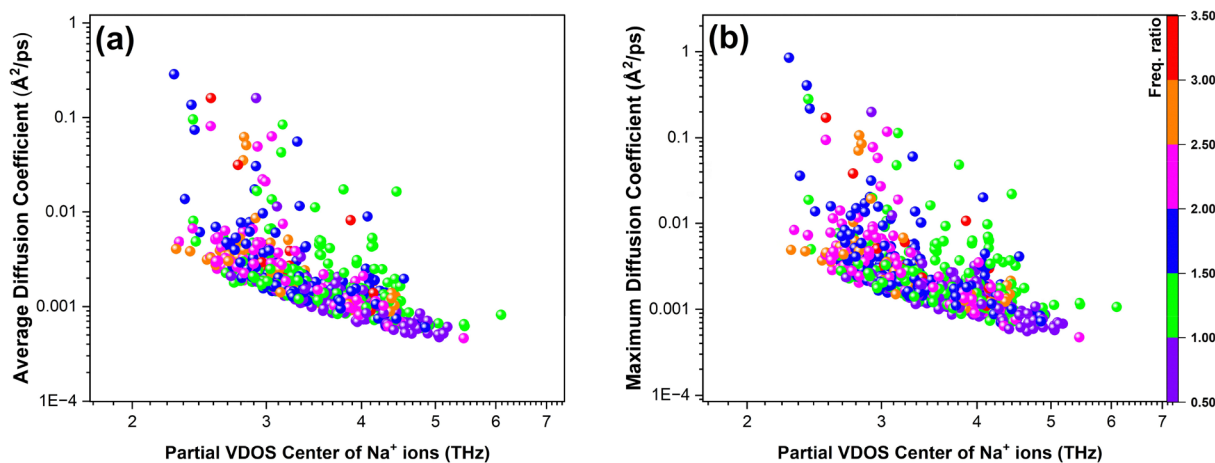 (a)
Average Diffusion Coefficient (Å²/ps)
1
0.1
0.01
0.001
1E−4
2 3 4 5 6 7
Partial VDOS Center of Na⁺ ions (THz)
(b)
Maximum Diffusion Coefficient (Å²/ps)
1
0.1
0.01
0.001
1E−4
2 3 4 5 6 7
Partial VDOS Center of Na⁺ ions (THz)
Freq. ratio
3.50
3.00
2.50
2.00
1.50
1.00
0.50